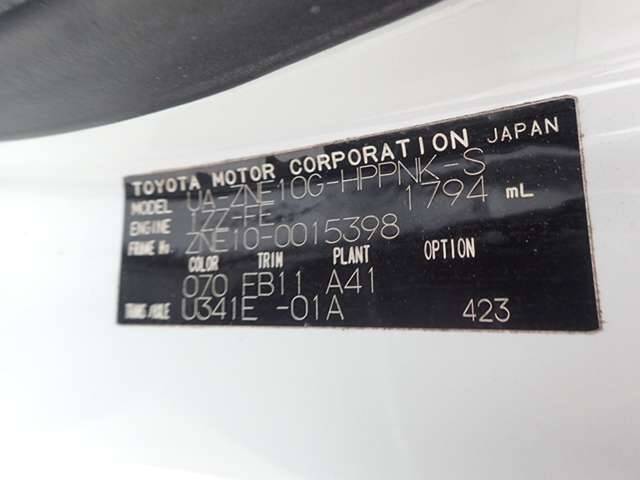 TOYOTA MOTOR CORPORATION JAPAN
MODEL UA-ZNE10G-HPPNK-S
ENGINE 1ZZ-FE 1794 mL
FRAME No. ZNE10-0015398
COLOR TRIM PLANT OPTION
070 FB11 A41
TRANS/AXLE U341E -01A 423